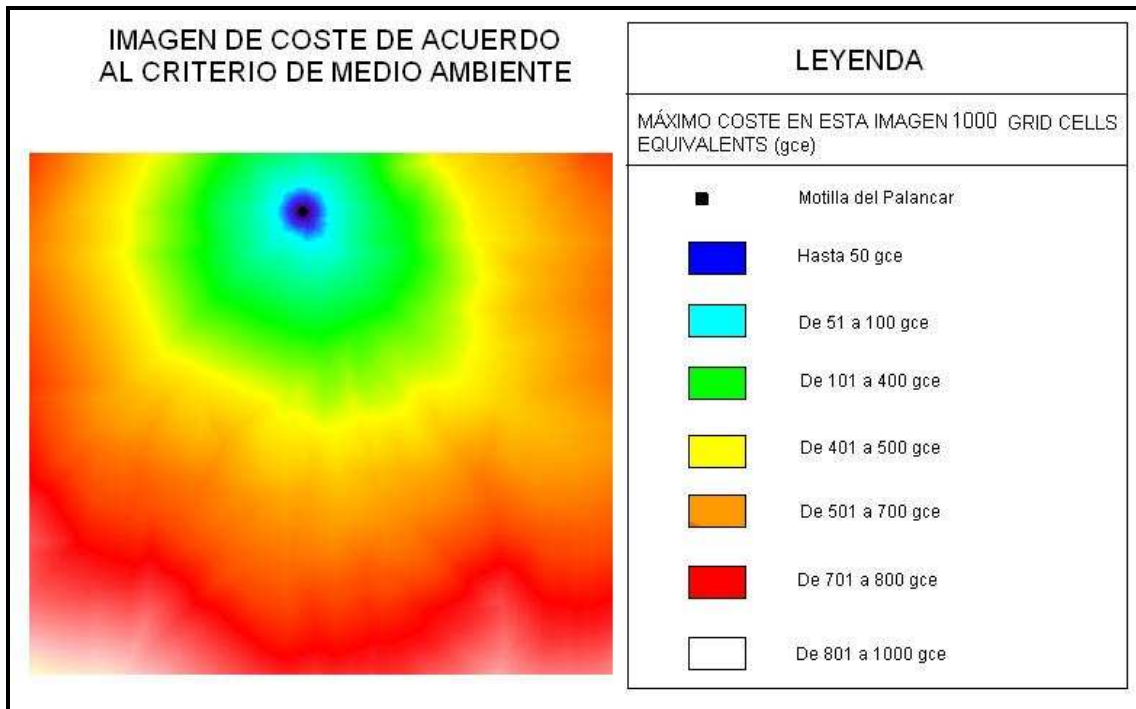 IMAGEN DE COSTE DE ACUERDO
AL CRITERIO DE MEDIO AMBIENTE
LEYENDA
MÁXIMO COSTE EN ESTA IMAGEN 1000 GRID CELLS
EQUIVALENTS (gce)
Motilla del Palancar
Hasta 50 gce
De 51 a 100 gce
De 101 a 400 gce
De 401 a 500 gce
De 501 a 700 gce
De 701 a 800 gce
De 801 a 1000 gce